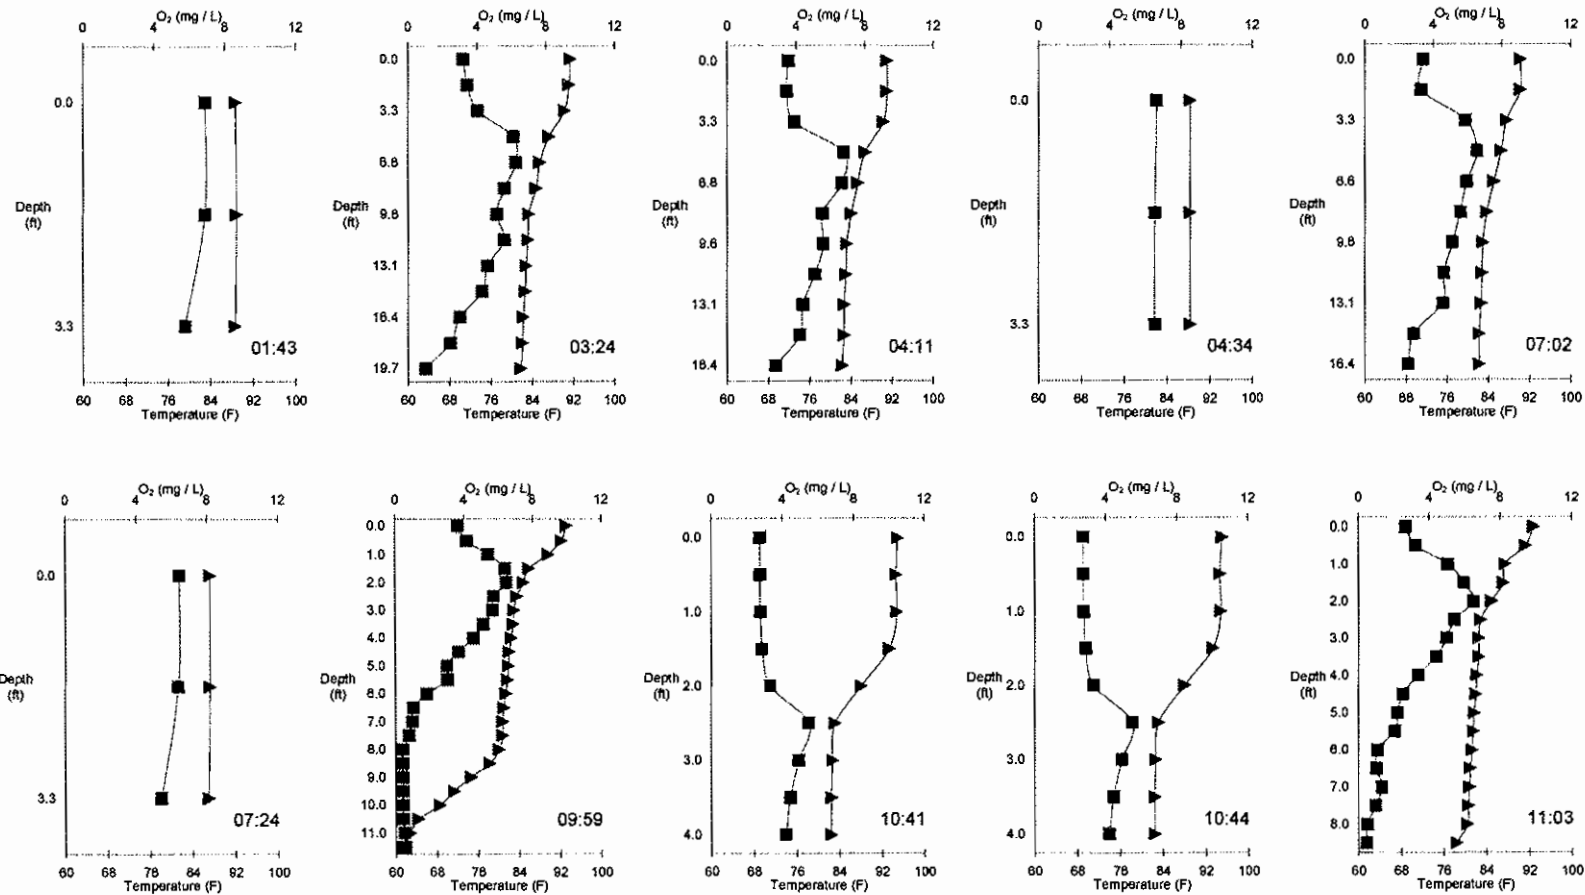 O₂ (mg / L)
0 4 8 12
0.0
Depth
(ft)
3.3
01:43
60 68 76 84 92 100
Temperature (F)
O₂ (mg / L)
0 4 8 12
0.0
3.3
6.6
Depth
(ft)
9.8
13.1
16.4
19.7
03:24
60 68 76 84 92 100
Temperature (F)
O₂ (mg / L)
0 4 8 12
0.0
3.3
6.6
Depth
(ft)
9.8
13.1
16.4
04:11
60 68 76 84 92 100
Temperature (F)
O₂ (mg / L)
0 4 8 12
0.0
Depth
(ft)
3.3
04:34
60 68 76 84 92 100
Temperature (F)
O₂ (mg / L)
0 4 8 12
0.0
3.3
6.6
Depth
(ft)
9.8
13.1
16.4
07:02
60 68 76 84 92 100
Temperature (F)
O₂ (mg / L)
0 4 8 12
0.0
Depth
(ft)
3.3
07:24
60 68 76 84 92 100
Temperature (F)
O₂ (mg / L)
0 4 8 12
0.0
1.0
2.0
3.0
4.0
5.0
Depth
(ft)
6.0
7.0
8.0
9.0
10.0
11.0
09:59
60 68 76 84 92 100
Temperature (F)
O₂ (mg / L)
0 4 8 12
0.0
1.0
2.0
Depth
(ft)
3.0
4.0
10:41
60 68 76 84 92 100
Temperature (F)
O₂ (mg / L)
0 4 8 12
0.0
1.0
2.0
Depth
(ft)
3.0
4.0
10:44
60 68 76 84 92 100
Temperature (F)
O₂ (mg / L)
0 4 8 12
0.0
1.0
2.0
3.0
4.0
Depth
(ft)
5.0
6.0
7.0
8.0
11:03
60 68 76 84 92 100
Temperature (F)